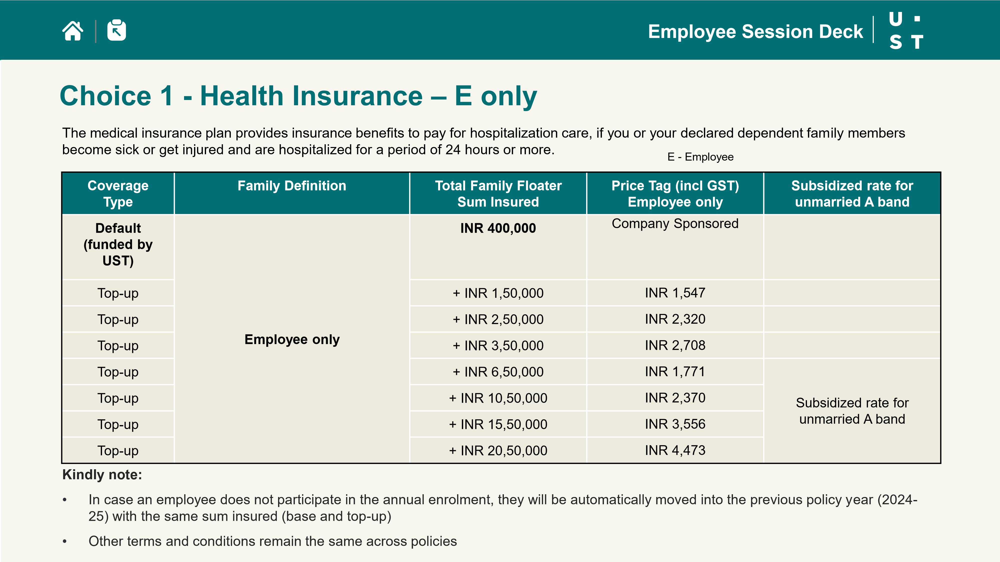 Employee Session Deck
U ·
S T
Choice 1 - Health Insurance – E only
The medical insurance plan provides insurance benefits to pay for hospitalization care, if you or your declared dependent family members
become sick or get injured and are hospitalized for a period of 24 hours or more.
E - Employee
Coverage
Type
Family Definition
Total Family Floater
Sum Insured
Price Tag (incl GST)
Employee only
Subsidized rate for
unmarried A band
Default
(funded by
UST)
INR 400,000
Company Sponsored
Employee only
Top-up
+ INR 1,50,000
INR 1,547
Top-up
+ INR 2,50,000
INR 2,320
Top-up
+ INR 3,50,000
INR 2,708
Top-up
+ INR 6,50,000
INR 1,771
Top-up
+ INR 10,50,000
INR 2,370
Subsidized rate for
unmarried A band
Top-up
+ INR 15,50,000
INR 3,556
Top-up
+ INR 20,50,000
INR 4,473
Kindly note:
• In case an employee does not participate in the annual enrolment, they will be automatically moved into the previous policy year (2024-
25) with the same sum insured (base and top-up)
• Other terms and conditions remain the same across policies